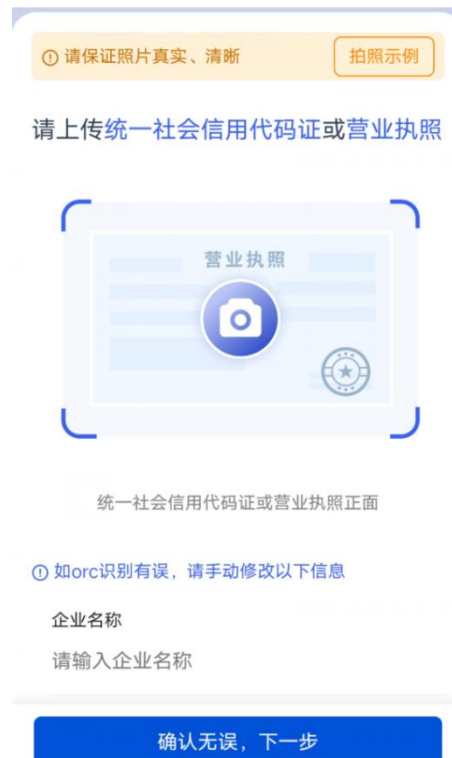 请保证照片真实、清晰
拍照示例
请上传统一社会信用代码证或营业执照
营业执照
统一社会信用代码证或营业执照正面
如orc识别有误，请手动修改以下信息
企业名称
请输入企业名称
确认无误，下一步